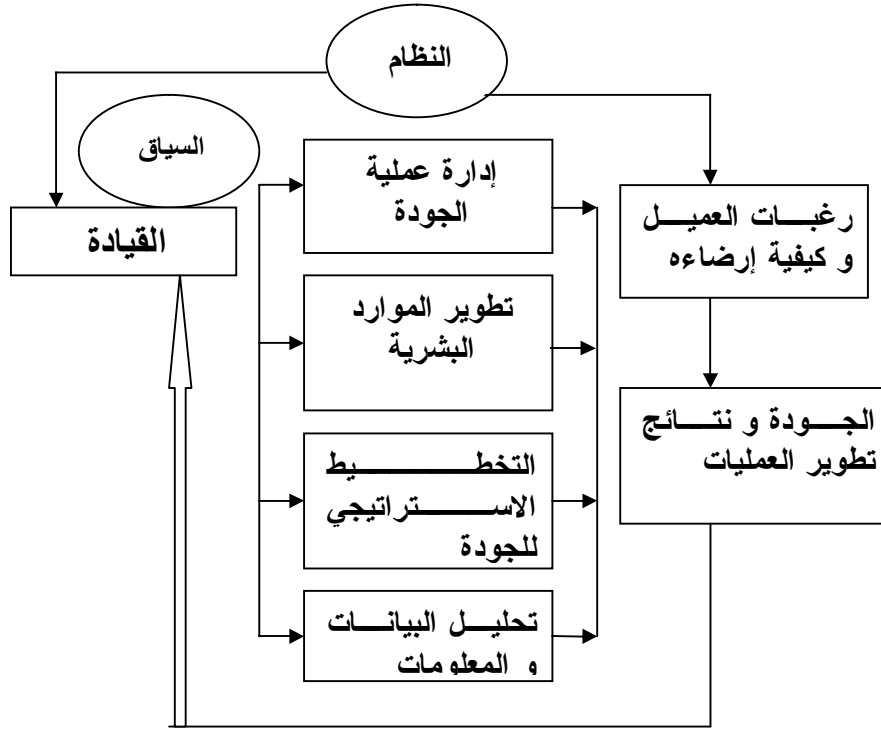 النظام
السياق
القيادة
إدارة عملية
الجودة
تطوير الموارد
البشرية
التخطيط
الاستراتيجي
للجودة
تحليل البيانات
و المعلومات
رغبات العميل
و كيفية إرضاءه
الجودة و نتائج
تطوير العمليات